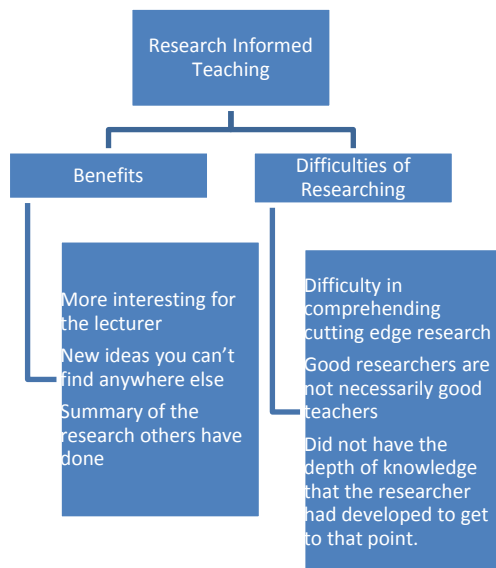 Research Informed
Teaching
Benefits
Difficulties of
Researching
More interesting for
the lecturer
New ideas you can't
find anywhere else
Summary of the
research others have
done
Difficulty in
comprehending
cutting edge research
Good researchers are
not necessarily good
teachers
Did not have the
depth of knowledge
that the researcher
had developed to get
to that point.